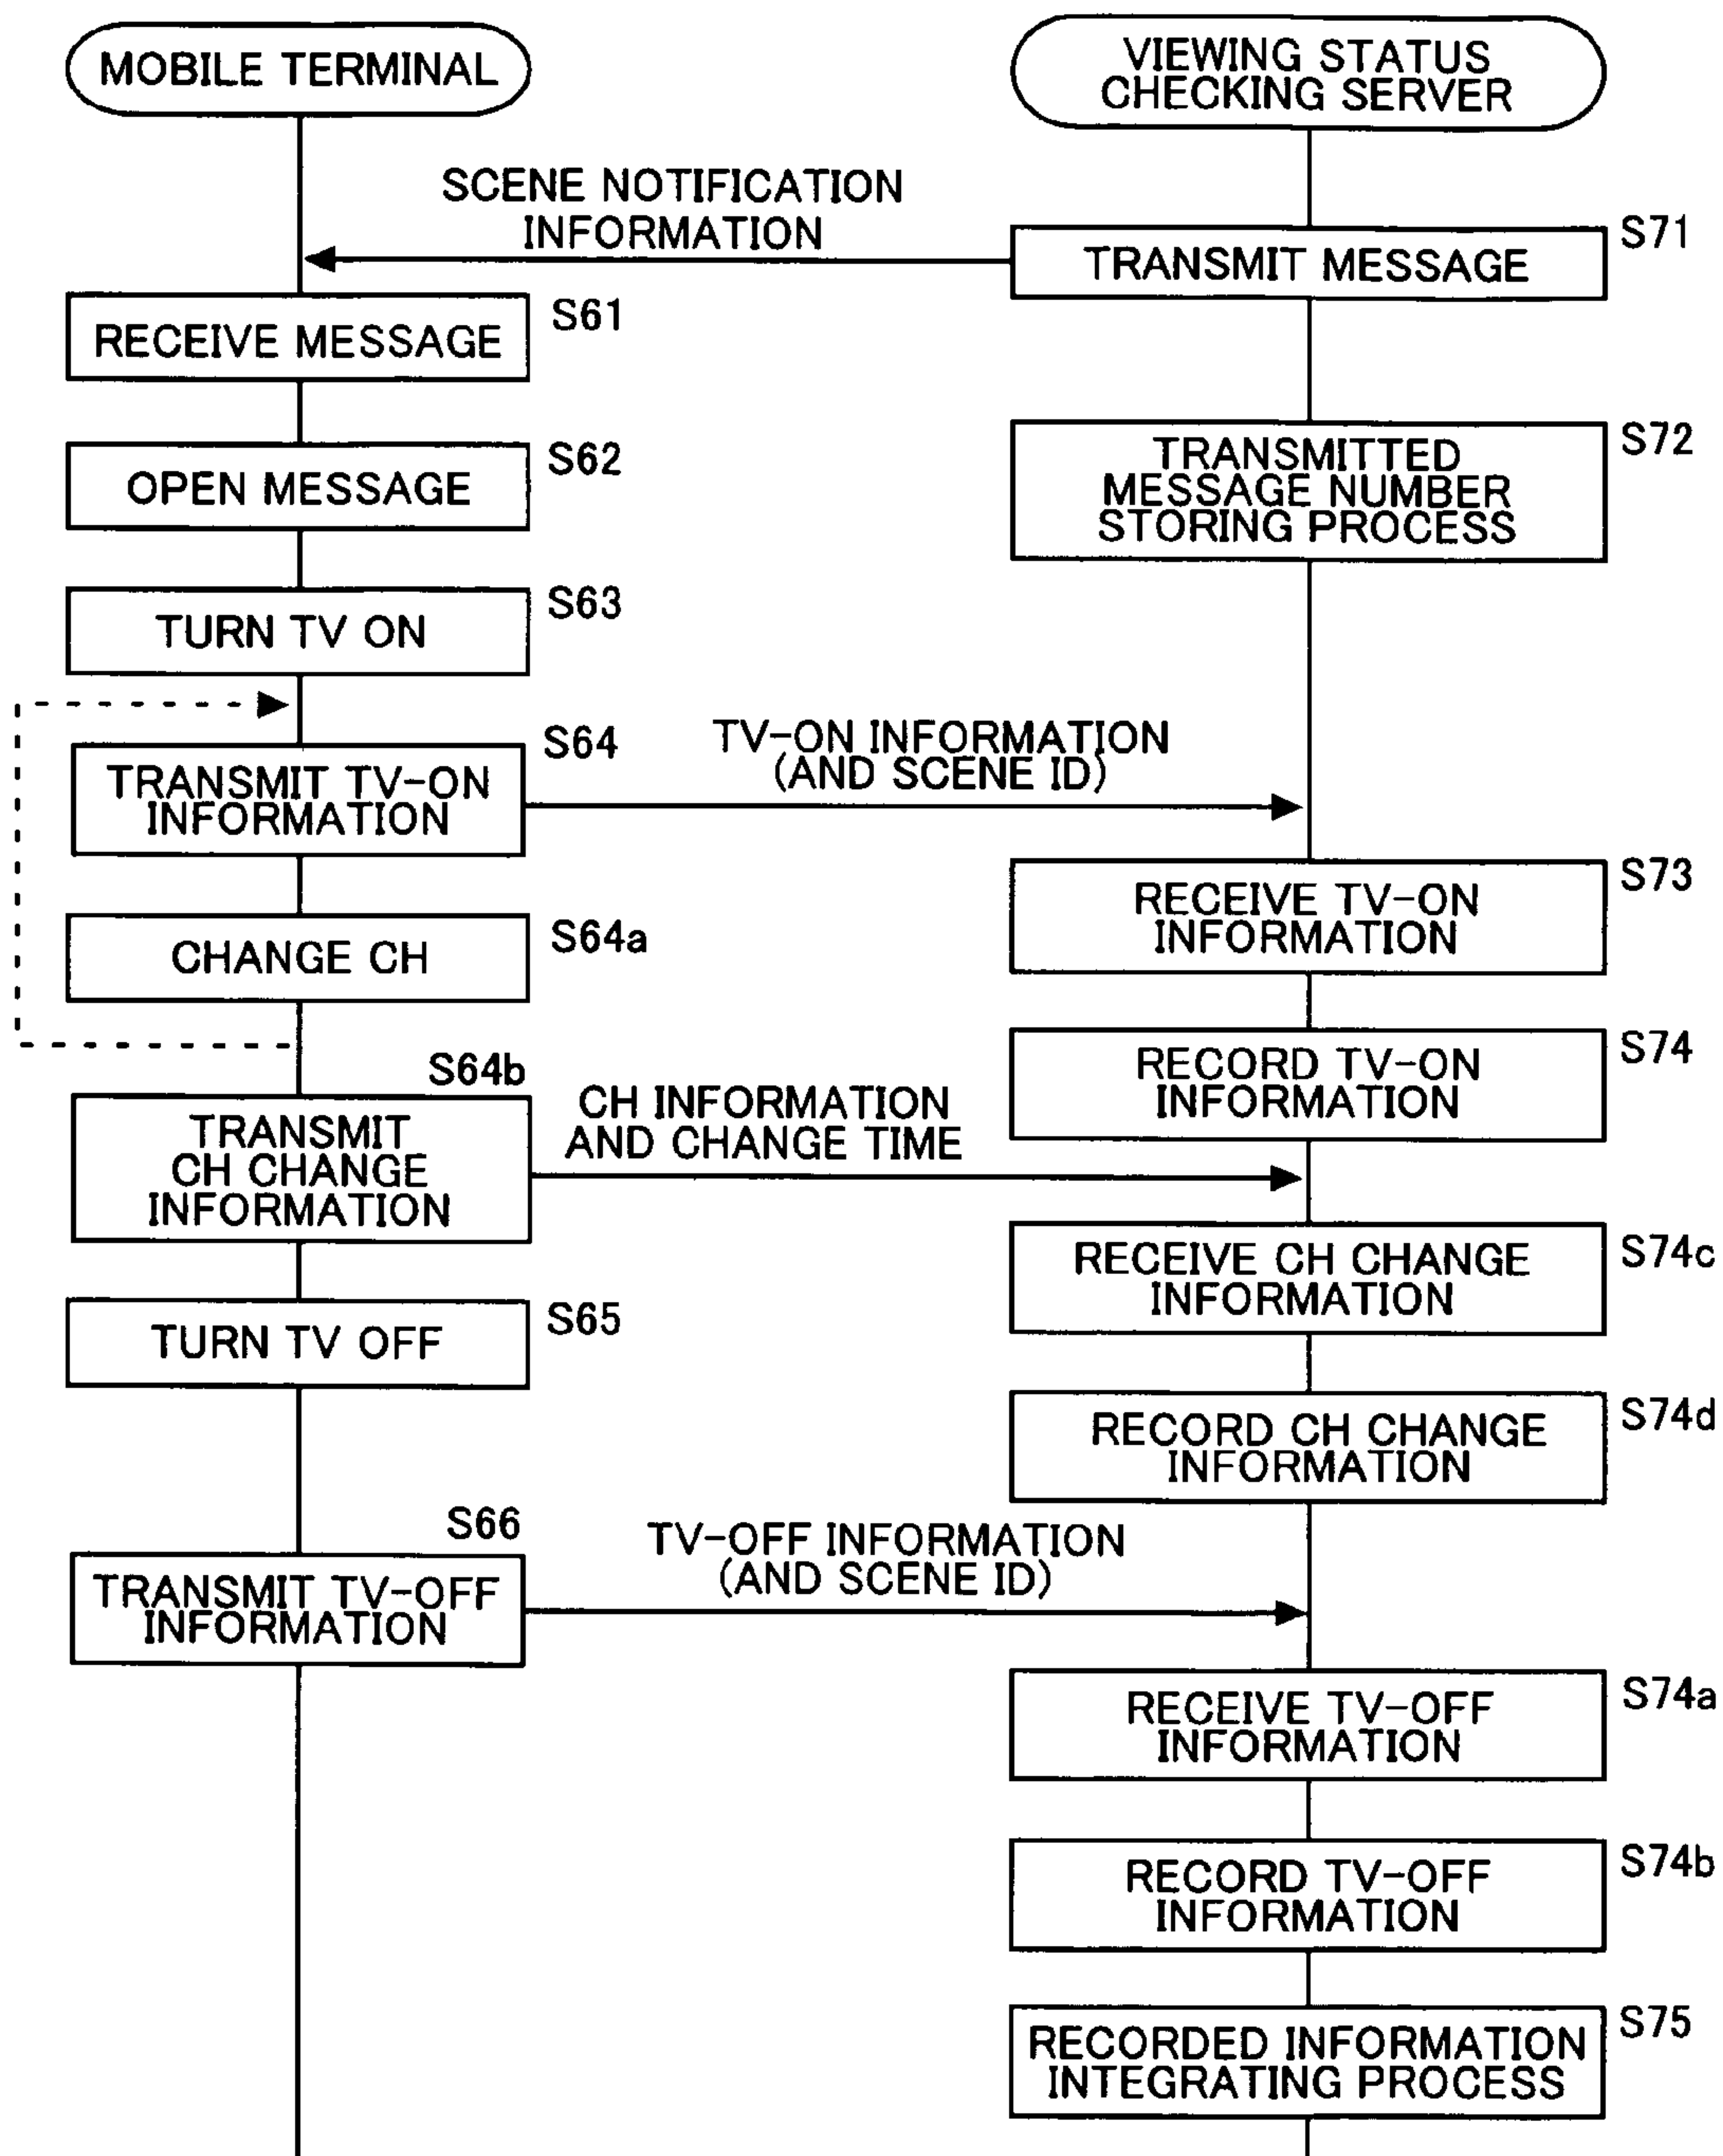 MOBILE TERMINAL
VIEWING STATUS
CHECKING SERVER
SCENE NOTIFICATION
INFORMATION
S71
TRANSMIT MESSAGE
S61
RECEIVE MESSAGE
S72
TRANSMITTED
MESSAGE NUMBER
STORING PROCESS
S62
OPEN MESSAGE
S63
TURN TV ON
S64
TRANSMIT TV-ON
INFORMATION
TV-ON INFORMATION
(AND SCENE ID)
S73
RECEIVE TV-ON
INFORMATION
S64a
CHANGE CH
S74
RECORD TV-ON
INFORMATION
S64b
TRANSMIT
CH CHANGE
INFORMATION
CH INFORMATION
AND CHANGE TIME
S74c
RECEIVE CH CHANGE
INFORMATION
S65
TURN TV OFF
S74d
RECORD CH CHANGE
INFORMATION
S66
TRANSMIT TV-OFF
INFORMATION
TV-OFF INFORMATION
(AND SCENE ID)
S74a
RECEIVE TV-OFF
INFORMATION
S74b
RECORD TV-OFF
INFORMATION
S75
RECORDED INFORMATION
INTEGRATING PROCESS